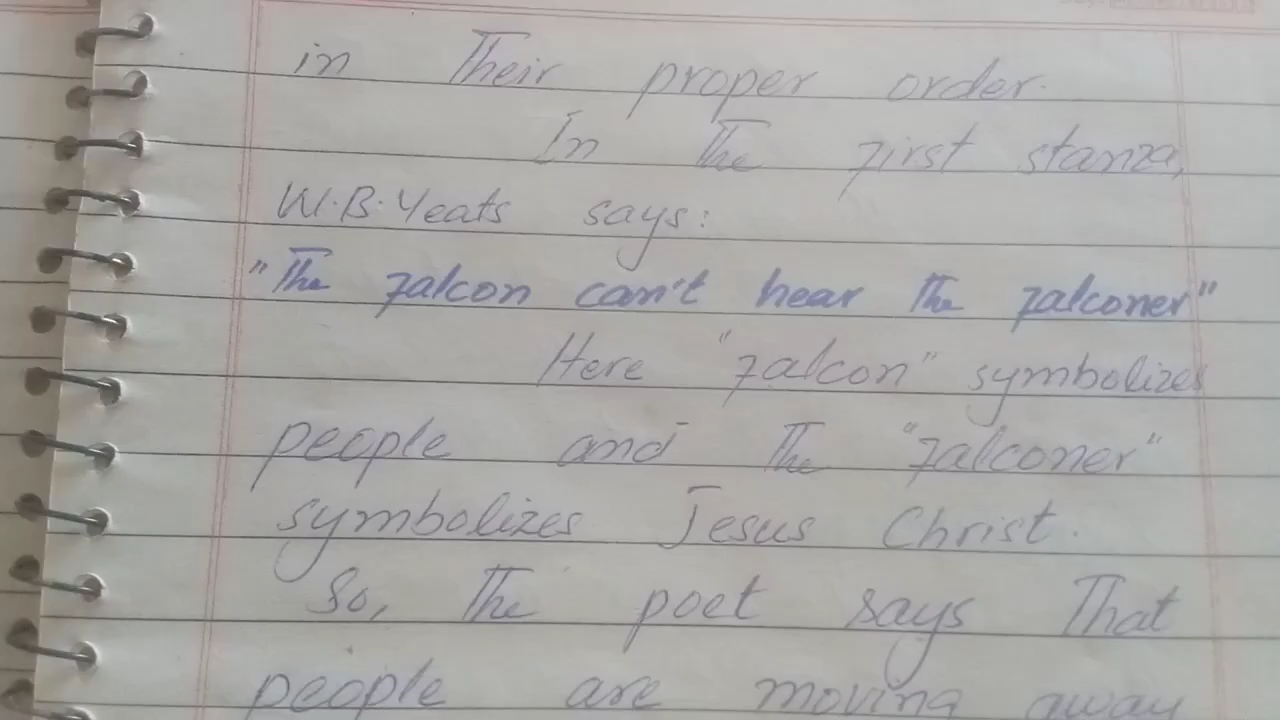 in Their proper order.
In The first stanza,
W.B.Yeats says:
"The falcon can't hear The falconer"
Here "falcon" symbolizes
people and The "falconer"
symbolizes Jesus Christ.
So, The poet says That
people are moving away